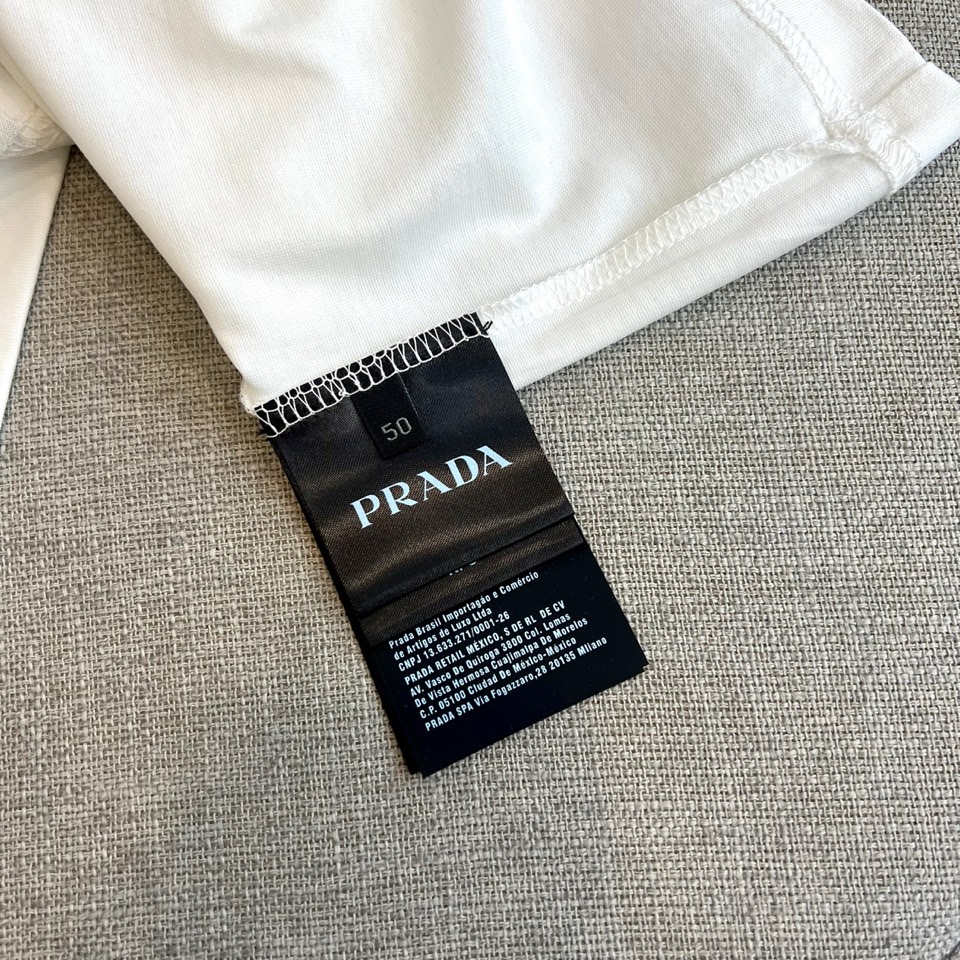 50
PRADA
Prada Brasil Importagão e Comércio
de Artigos de Luxo Ltda
CNPJ 13.633.271/0001-26
PRADA RETAIL MÉXICO, S DE RL DE CV
AV. Vasco De Quiroga 3800 Col. Lomas
De Vista Hermosa Cuajimalpa De Morelos
C.P. 05100 Ciudad De México-México
PRADA SPA Via Fogazzaro,28 20135 Milano